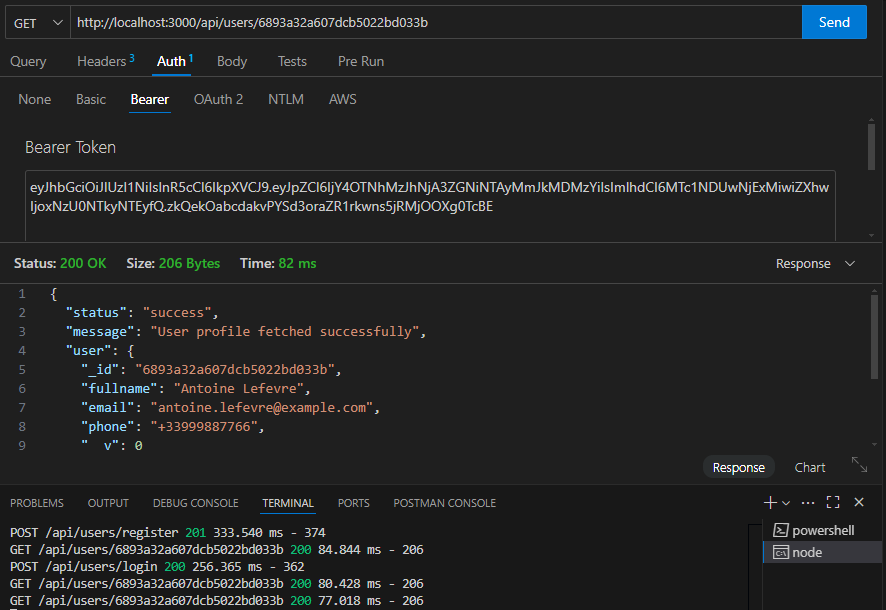 GET http://localhost:3000/api/users/6893a32a607dcb5022bd033b Send
Query Headers 3 Auth 1 Body Tests Pre Run
None Basic Bearer OAuth 2 NTLM AWS
Bearer Token
eyJhbGciOiJIUzI1NiIsInR5cCI6IkpXVCJ9.eyJpZCI6IjY4OTNhMzJhNjA3ZGNiNTAyMmJkMDMzYiIsImlhdCI6MTc1NDUwNjExMiwiZXhw
IjoxNzU0NTkyNTEyfQ.zkQekOabcdakvPYSd3oraZR1rkwns5jRMjOOXg0TcBE
Status: 200 OK Size: 206 Bytes Time: 82 ms Response
1 {
2 "status": "success",
3 "message": "User profile fetched successfully",
4 "user": {
5 "_id": "6893a32a607dcb5022bd033b",
6 "fullname": "Antoine Lefevre",
7 "email": "antoine.lefevre@example.com",
8 "phone": "+33999887766",
9 "__v": 0
Response Chart
PROBLEMS OUTPUT DEBUG CONSOLE TERMINAL PORTS POSTMAN CONSOLE
POST /api/users/register 201 333.540 ms - 374
GET /api/users/6893a32a607dcb5022bd033b 200 84.844 ms - 206
POST /api/users/login 200 256.365 ms - 362
GET /api/users/6893a32a607dcb5022bd033b 200 80.428 ms - 206
GET /api/users/6893a32a607dcb5022bd033b 200 77.018 ms - 206
powershell
node